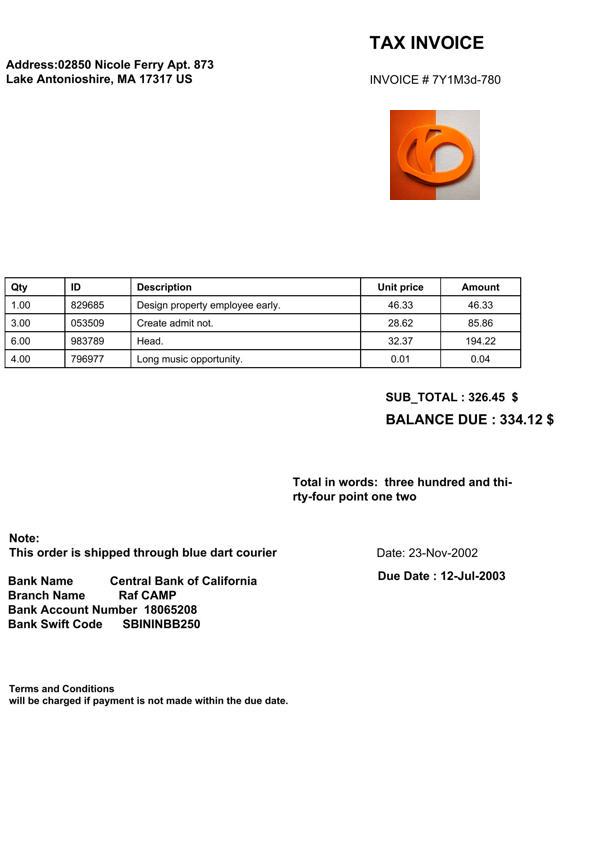 TAX INVOICE
Address:02850 Nicole Ferry Apt. 873
Lake Antonioshire, MA 17317 US
INVOICE # 7Y1M3d-780
Qty ID Description Unit price Amount
1.00 829685 Design property employee early. 46.33 46.33
3.00 053509 Create admit not. 28.62 85.86
6.00 983789 Head. 32.37 194.22
4.00 796977 Long music opportunity. 0.01 0.04
SUB_TOTAL : 326.45 $
BALANCE DUE : 334.12 $
Total in words: three hundred and thi-
rty-four point one two
Note:
This order is shipped through blue dart courier
Date: 23-Nov-2002
Due Date : 12-Jul-2003
Bank Name Central Bank of California
Branch Name Raf CAMP
Bank Account Number 18065208
Bank Swift Code SBININBB250
Terms and Conditions
will be charged if payment is not made within the due date.